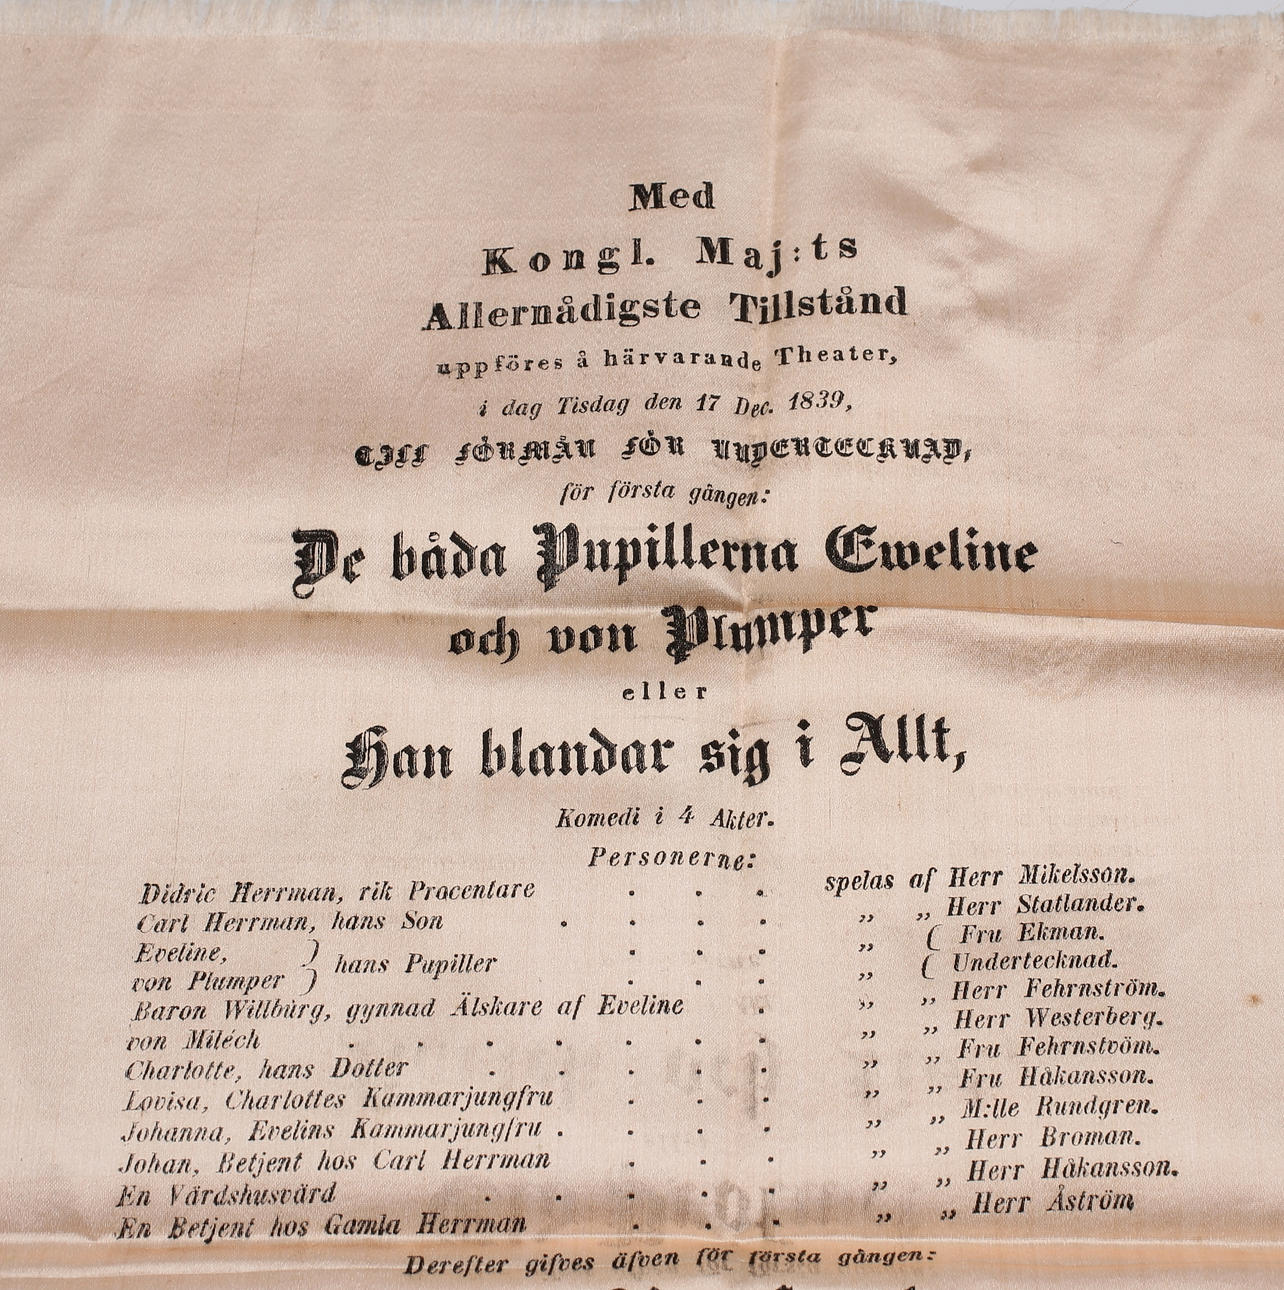 Med
Kongl. Maj:ts
Allernådigste Tillstånd
uppföres å härvarande Theater,
i dag Tisdag den 17 Dec. 1839,
TILL FÖRMÅN FÖR UNDERTECKNAD,
för första gången:
De båda Pupillerna Eweline
och von Plumper
eller
Han blandar sig i Allt,
Komedi i 4 Akter.
Personerne:
Didric Herrman, rik Procentare . . . spelas af Herr Mikelsson.
Carl Herrman, hans Son . . . . „ „ Herr Statlander.
Eveline, } hans Pupiller . . . „ { Fru Ekman.
von Plumper } . . . „ { Undertecknad.
Baron Willburg, gynnad Älskare af Eveline . „ „ Herr Fehrnström.
von Miléch . . . . . . . „ „ Herr Westerberg.
Charlotte, hans Dotter . . . . . „ „ Fru Fehrnström.
Lovisa, Charlottes Kammarjungfru . . . „ „ Fru Håkansson.
Johanna, Evelins Kammarjungfru . . . . „ „ M:lle Rundgren.
Johan, Betjent hos Carl Herrman . . . „ „ Herr Broman.
En Värdshusvärd . . . . . „ „ Herr Håkansson.
En Betjent hos Gamla Herrman . . . „ „ Herr Åström
Derefter gifves äfven för första gången: